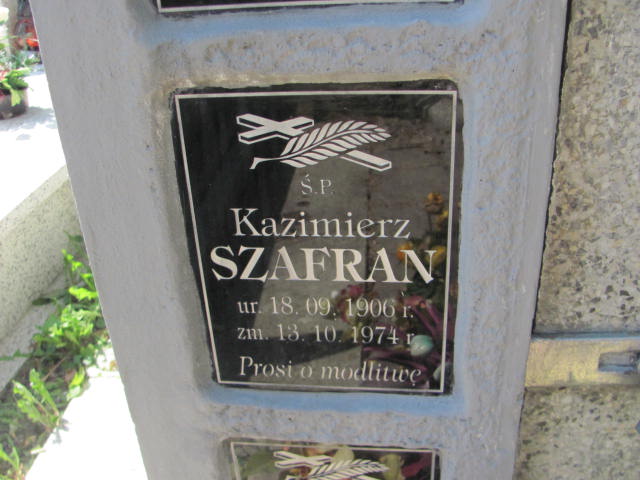 Ś.P.
Kazimierz
SZAFRAN
ur. 18. 09. 1906 r.
zm. 13. 10. 1974 r.
Prosi o modlitwę